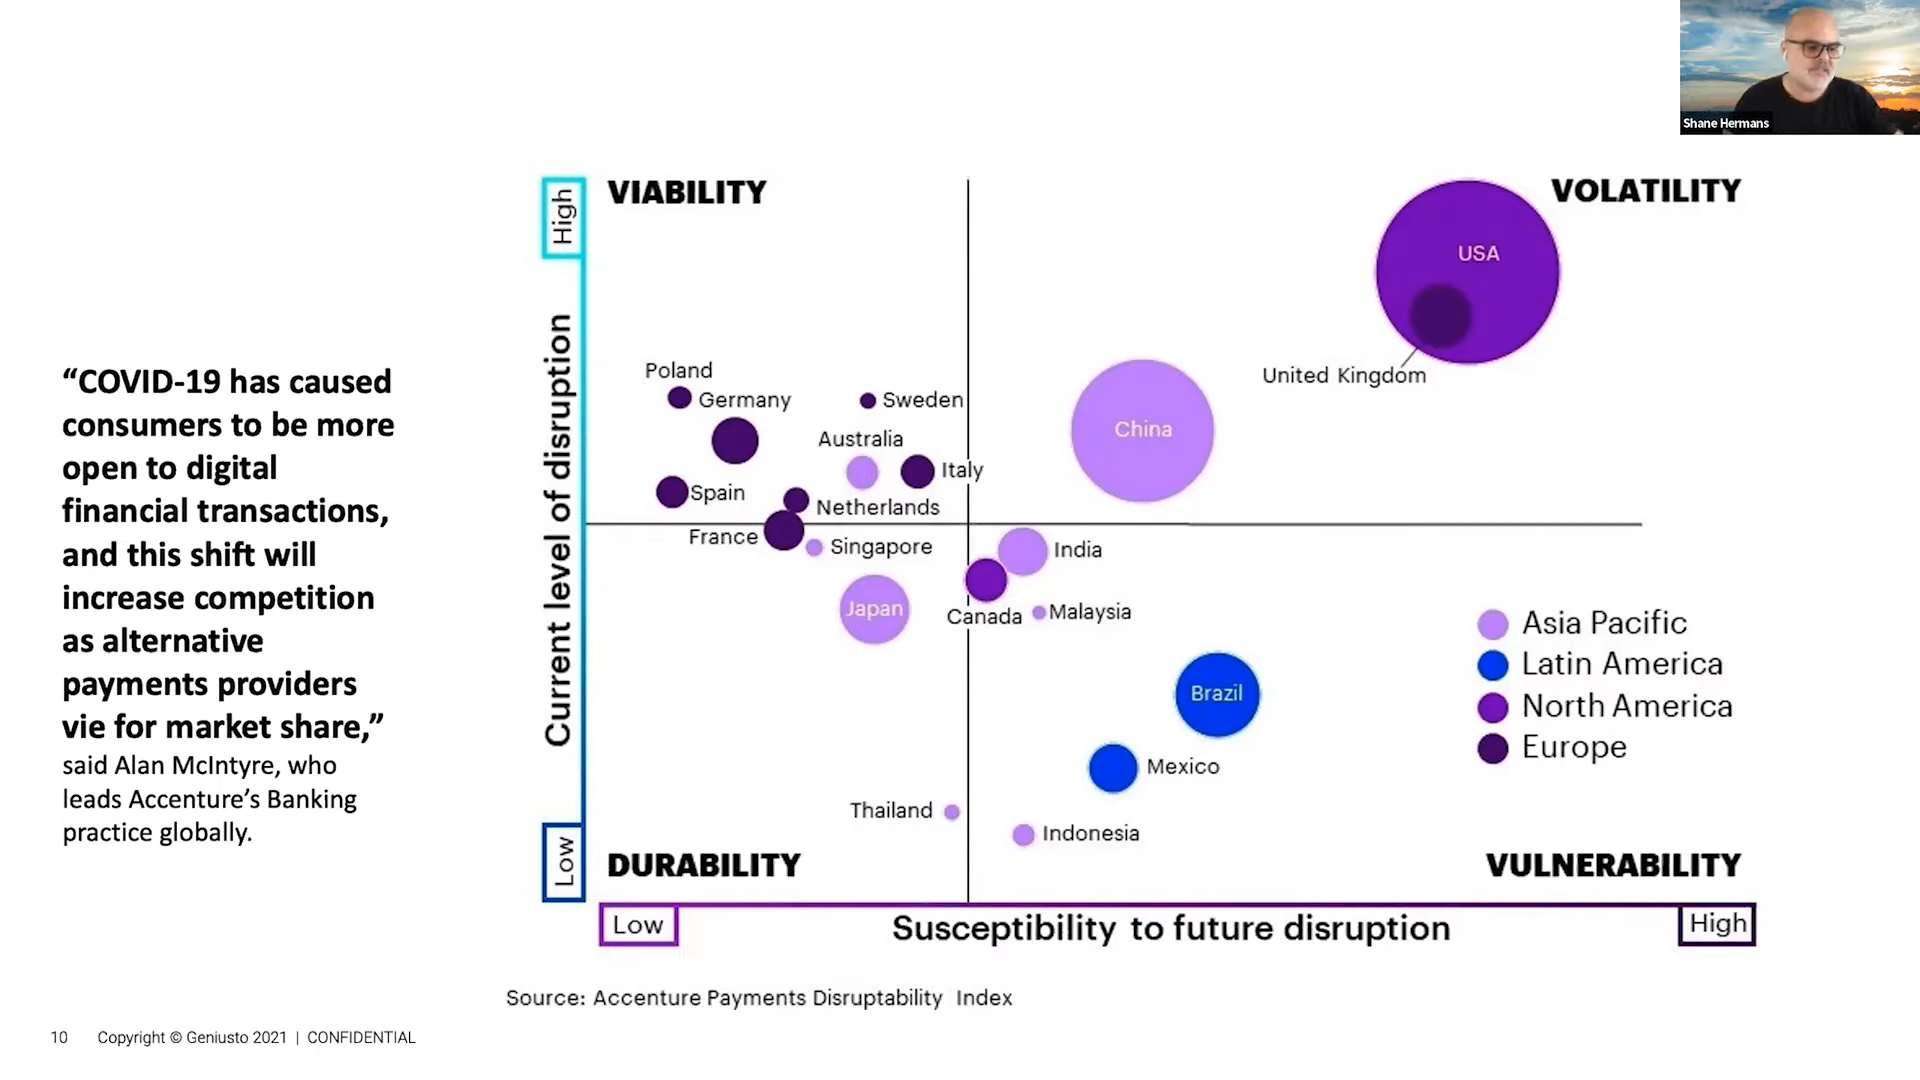 Shane Hermans
“COVID-19 has caused
consumers to be more
open to digital
financial transactions,
and this shift will
increase competition
as alternative
payments providers
vie for market share,”
said Alan McIntyre, who
leads Accenture’s Banking
practice globally.
VIABILITY
VOLATILITY
High
Current level of disruption
Low
USA
United Kingdom
China
Poland
Germany
Sweden
Australia
Italy
Spain
Netherlands
France
Singapore
India
Japan
Canada
Malaysia
Brazil
Mexico
Thailand
Indonesia
Asia Pacific
Latin America
North America
Europe
DURABILITY
VULNERABILITY
Low
Susceptibility to future disruption
High
Source: Accenture Payments Disruptability Index
10 Copyright © Geniusto 2021 | CONFIDENTIAL